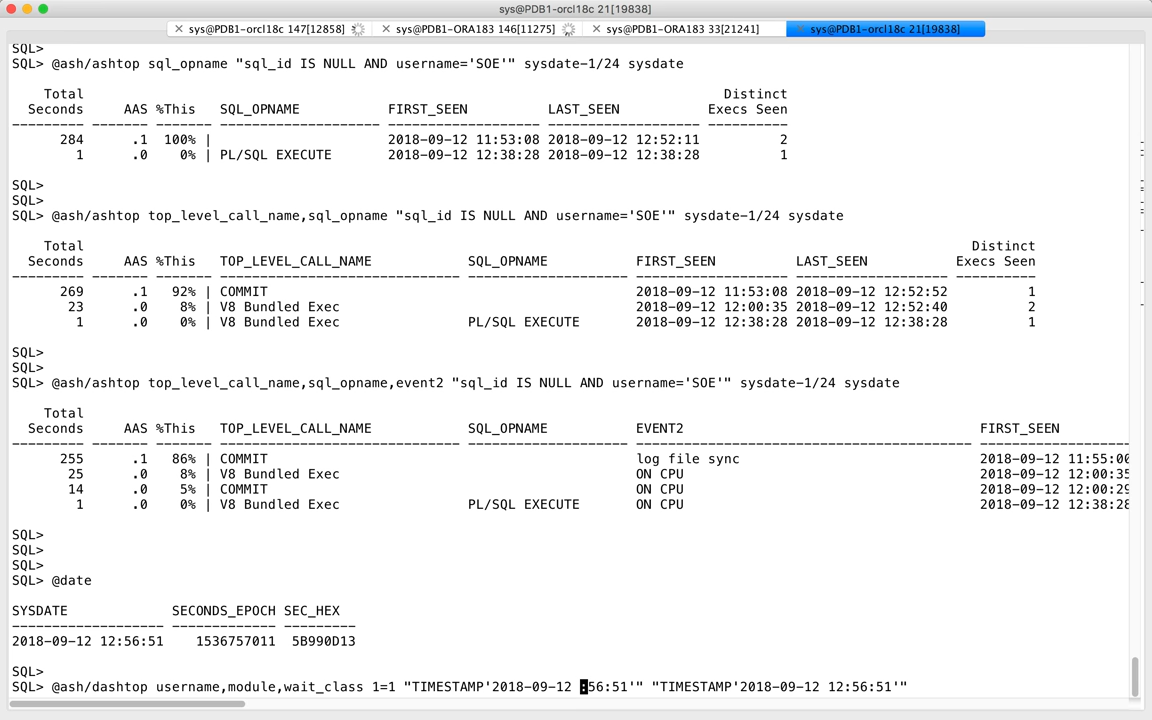 sys@PDB1-orcl18c 21[19838]
sys@PDB1-orcl18c 147[12858] sys@PDB1-ORA183 146[11275] sys@PDB1-ORA183 33[21241] sys@PDB1-orcl18c 21[19838]
SQL>
SQL> @ash/ashtop sql_opname "sql_id IS NULL AND username='SOE'" sysdate-1/24 sysdate
Total Distinct
Seconds AAS %This SQL_OPNAME FIRST_SEEN LAST_SEEN Execs Seen
--------- ------- ------- -------------------- ------------------- ------------------- ----------
284 .1 100% | 2018-09-12 11:53:08 2018-09-12 12:52:11 2
1 .0 0% | PL/SQL EXECUTE 2018-09-12 12:38:28 2018-09-12 12:38:28 1
SQL>
SQL>
SQL> @ash/ashtop top_level_call_name,sql_opname "sql_id IS NULL AND username='SOE'" sysdate-1/24 sysdate
Total Distinct
Seconds AAS %This TOP_LEVEL_CALL_NAME SQL_OPNAME FIRST_SEEN LAST_SEEN Execs Seen
--------- ------- ------- ------------------------------ -------------------- ------------------- ------------------- ----------
269 .1 92% | COMMIT 2018-09-12 11:53:08 2018-09-12 12:52:52 1
23 .0 8% | V8 Bundled Exec 2018-09-12 12:00:35 2018-09-12 12:52:40 2
1 .0 0% | V8 Bundled Exec PL/SQL EXECUTE 2018-09-12 12:38:28 2018-09-12 12:38:28 1
SQL>
SQL>
SQL> @ash/ashtop top_level_call_name,sql_opname,event2 "sql_id IS NULL AND username='SOE'" sysdate-1/24 sysdate
Total
Seconds AAS %This TOP_LEVEL_CALL_NAME SQL_OPNAME EVENT2 FIRST_SEEN
--------- ------- ------- ------------------------------ -------------------- ------------------------------------------ -------------------
255 .1 86% | COMMIT log file sync 2018-09-12 11:55:00
25 .0 8% | V8 Bundled Exec ON CPU 2018-09-12 12:00:35
14 .0 5% | COMMIT ON CPU 2018-09-12 12:00:29
1 .0 0% | V8 Bundled Exec PL/SQL EXECUTE ON CPU 2018-09-12 12:38:28
SQL>
SQL>
SQL>
SQL> @date
SYSDATE SECONDS_EPOCH SEC_HEX
------------------- ------------- ---------
2018-09-12 12:56:51 1536757011 5B990D13
SQL>
SQL> @ash/dashtop username,module,wait_class 1=1 "TIMESTAMP'2018-09-12 :56:51'" "TIMESTAMP'2018-09-12 12:56:51'"